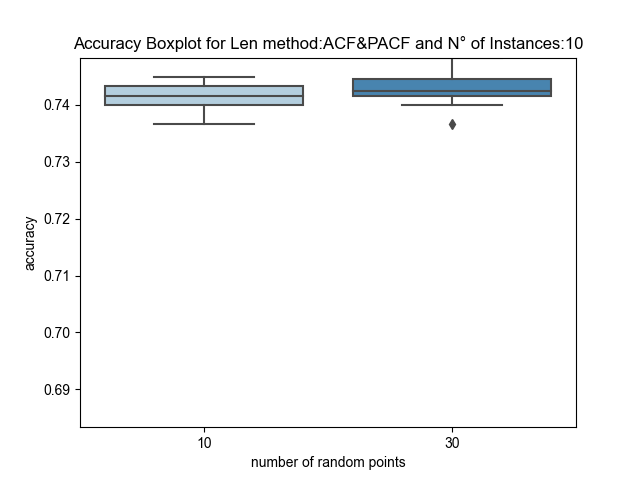 Accuracy Boxplot for Len method:ACF&PACF and N° of Instances:10
0.74
0.73
0.72
0.71
0.70
0.69
accuracy
10
30
number of random points